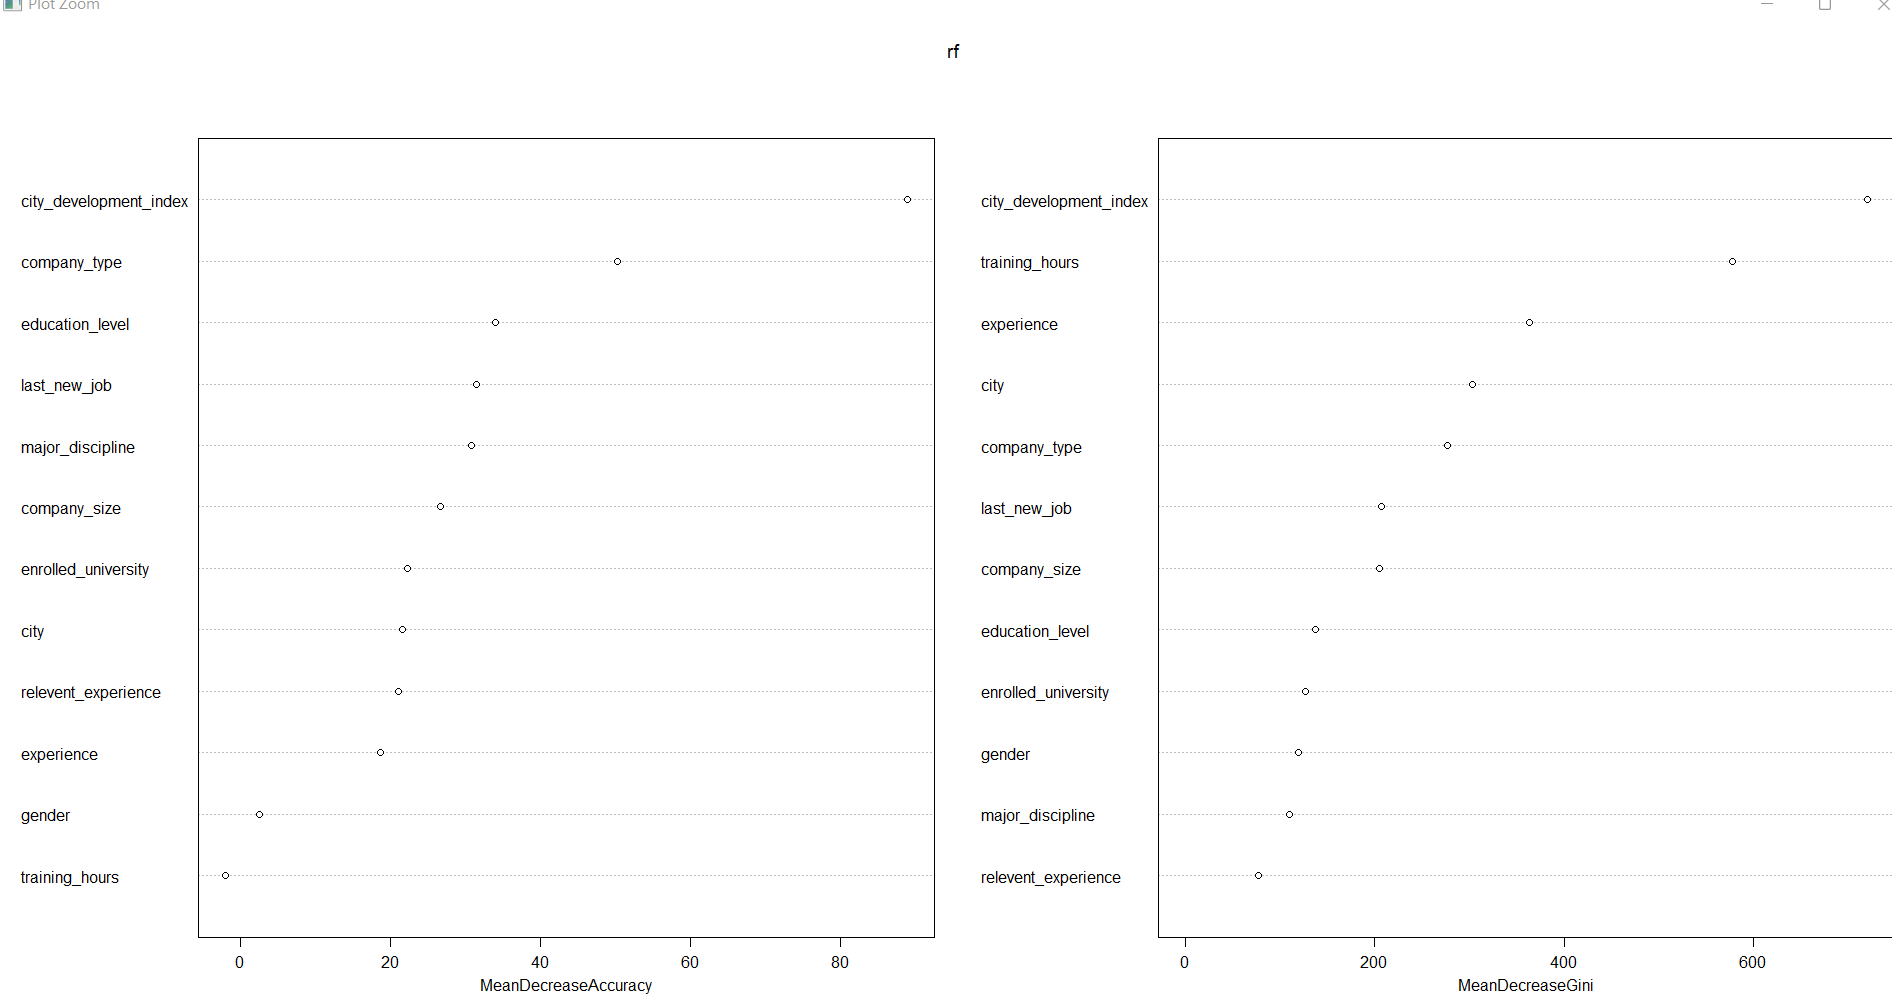 Plot Zoom
rf
city_development_index
company_type
education_level
last_new_job
major_discipline
company_size
enrolled_university
city
relevent_experience
experience
gender
training_hours
0 20 40 60 80
MeanDecreaseAccuracy
city_development_index
training_hours
experience
city
company_type
last_new_job
company_size
education_level
enrolled_university
gender
major_discipline
relevent_experience
0 200 400 600
MeanDecreaseGini